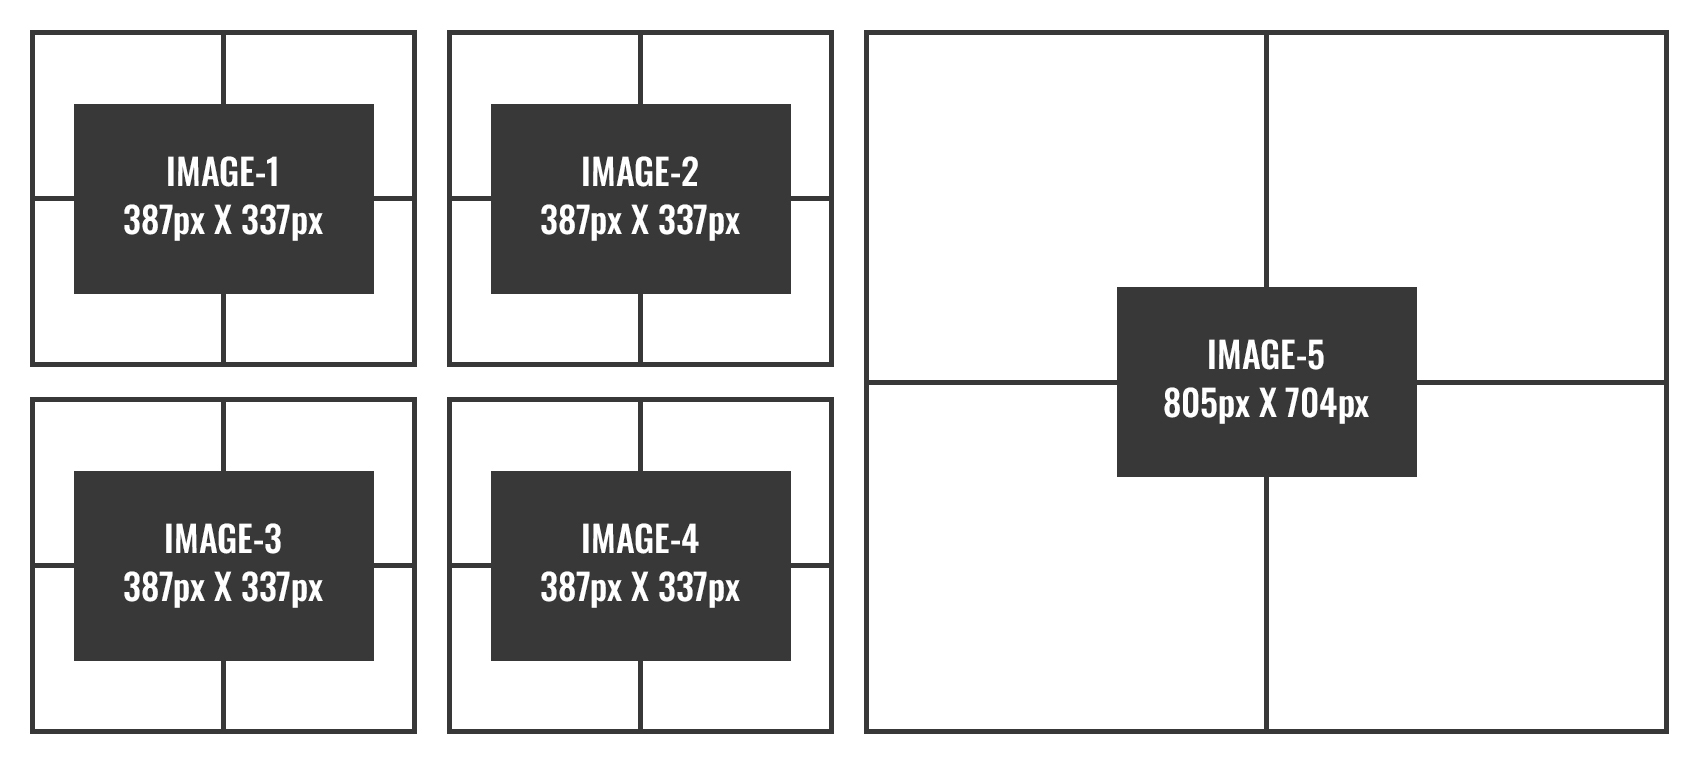 IMAGE-1
387px X 337px
IMAGE-2
387px X 337px
IMAGE-3
387px X 337px
IMAGE-4
387px X 337px
IMAGE-5
805px X 704px